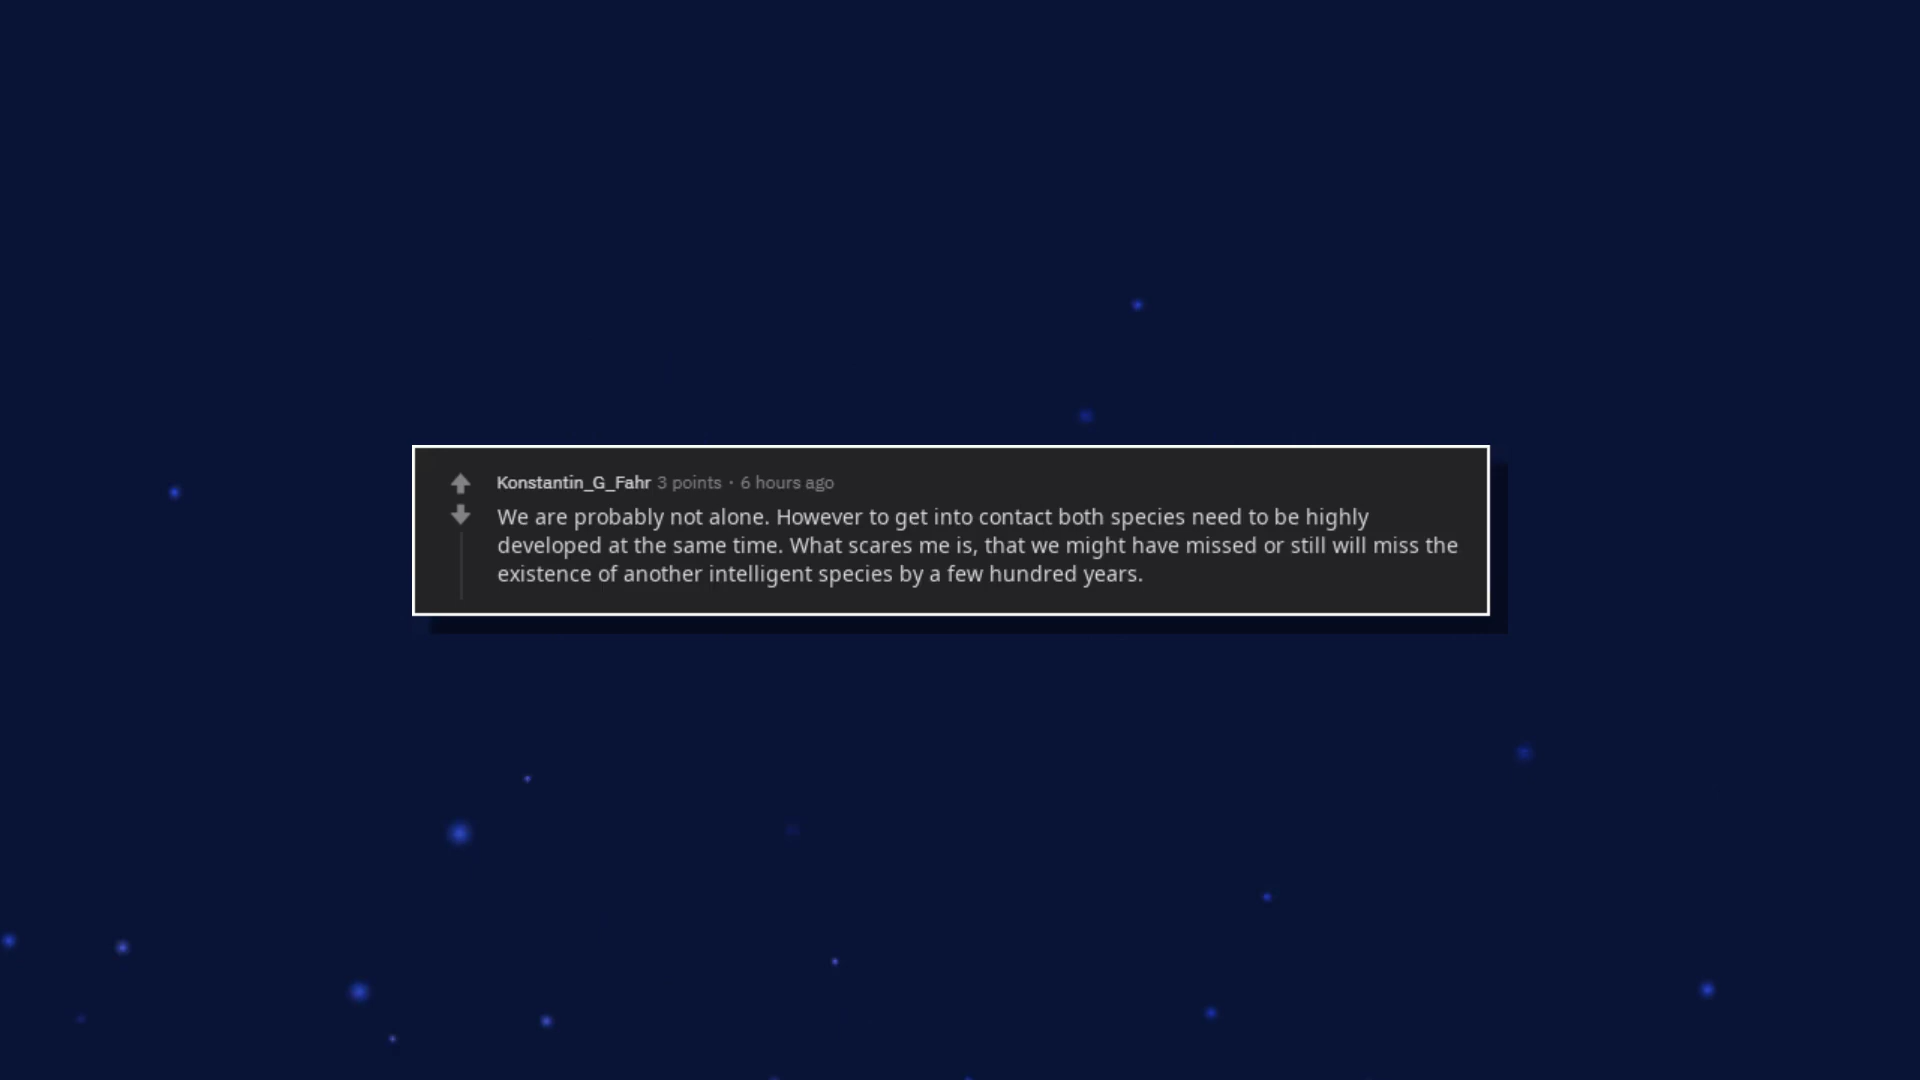 Konstantin_G_Fahr 3 points · 6 hours ago
We are probably not alone. However to get into contact both species need to be highly
developed at the same time. What scares me is, that we might have missed or still will miss the
existence of another intelligent species by a few hundred years.